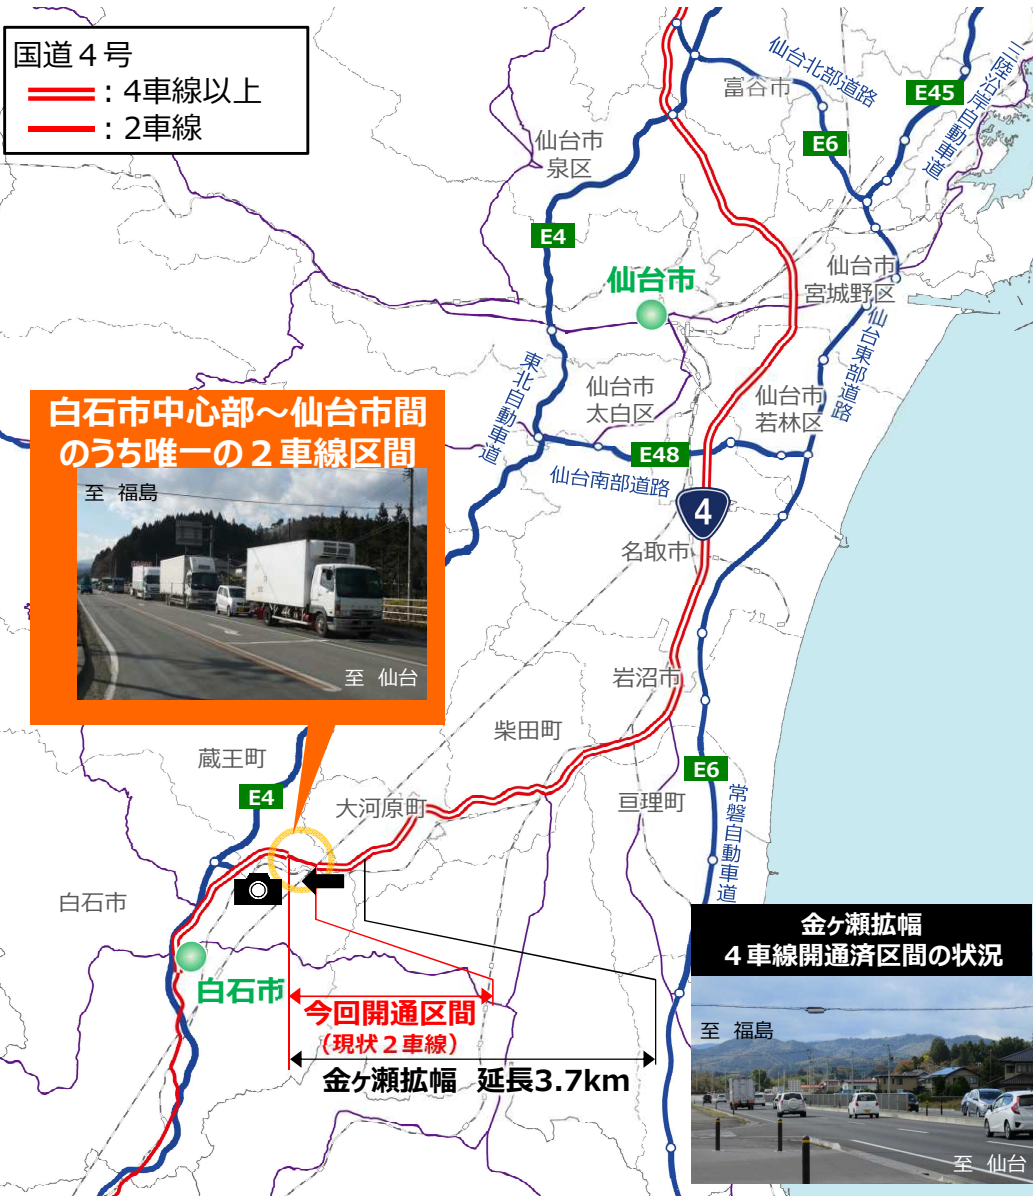 国道４号
：4車線以上
：2車線
仙台北部道路
三陸沿岸自動車道
富谷市
E45
E6
仙台市
泉区
E4
仙台市
仙台市
宮城野区
仙台東部道路
東北自動車道
仙台市
太白区
仙台市
若林区
白石市中心部～仙台市間
のうち唯一の２車線区間
至 福島
至 仙台
E48
仙台南部道路
4
名取市
岩沼市
柴田町
蔵王町
E4
E6
大河原町
亘理町
常磐自動車道
白石市
白石市
今回開通区間
（現状２車線）
金ヶ瀬拡幅 延長3.7km
金ヶ瀬拡幅
４車線開通済区間の状況
至 福島
至 仙台